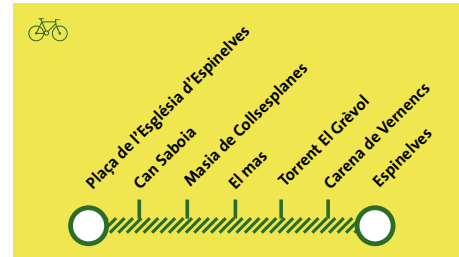 Plaça de l'Església d'Espinelves
Can Saboia
Masia de Collsesplanes
El mas
Torrent El Grèvol
Carena de Vernencs
Espinelves